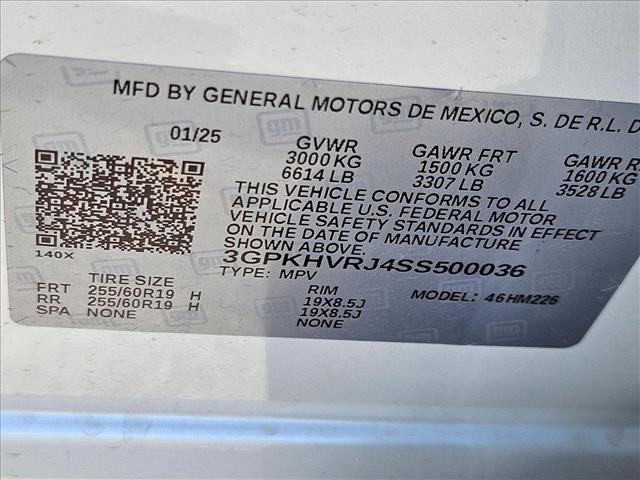 MFD BY GENERAL MOTORS DE MEXICO, S. DE R.L. D
01/25 GVWR GAWR FRT GAWR R
3000 KG 1500 KG 1600 KG
6614 LB 3307 LB 3528 LB
THIS VEHICLE CONFORMS TO ALL
APPLICABLE U.S. FEDERAL MOTOR
VEHICLE SAFETY STANDARDS IN EFFECT
ON THE DATE OF MANUFACTURE
SHOWN ABOVE.
140X
3GPKHVRJ4SS500036
TYPE: MPV
TIRE SIZE RIM MODEL: 46HM226
FRT 255/60R19 H 19X8.5J
RR 255/60R19 H 19X8.5J
SPA NONE NONE